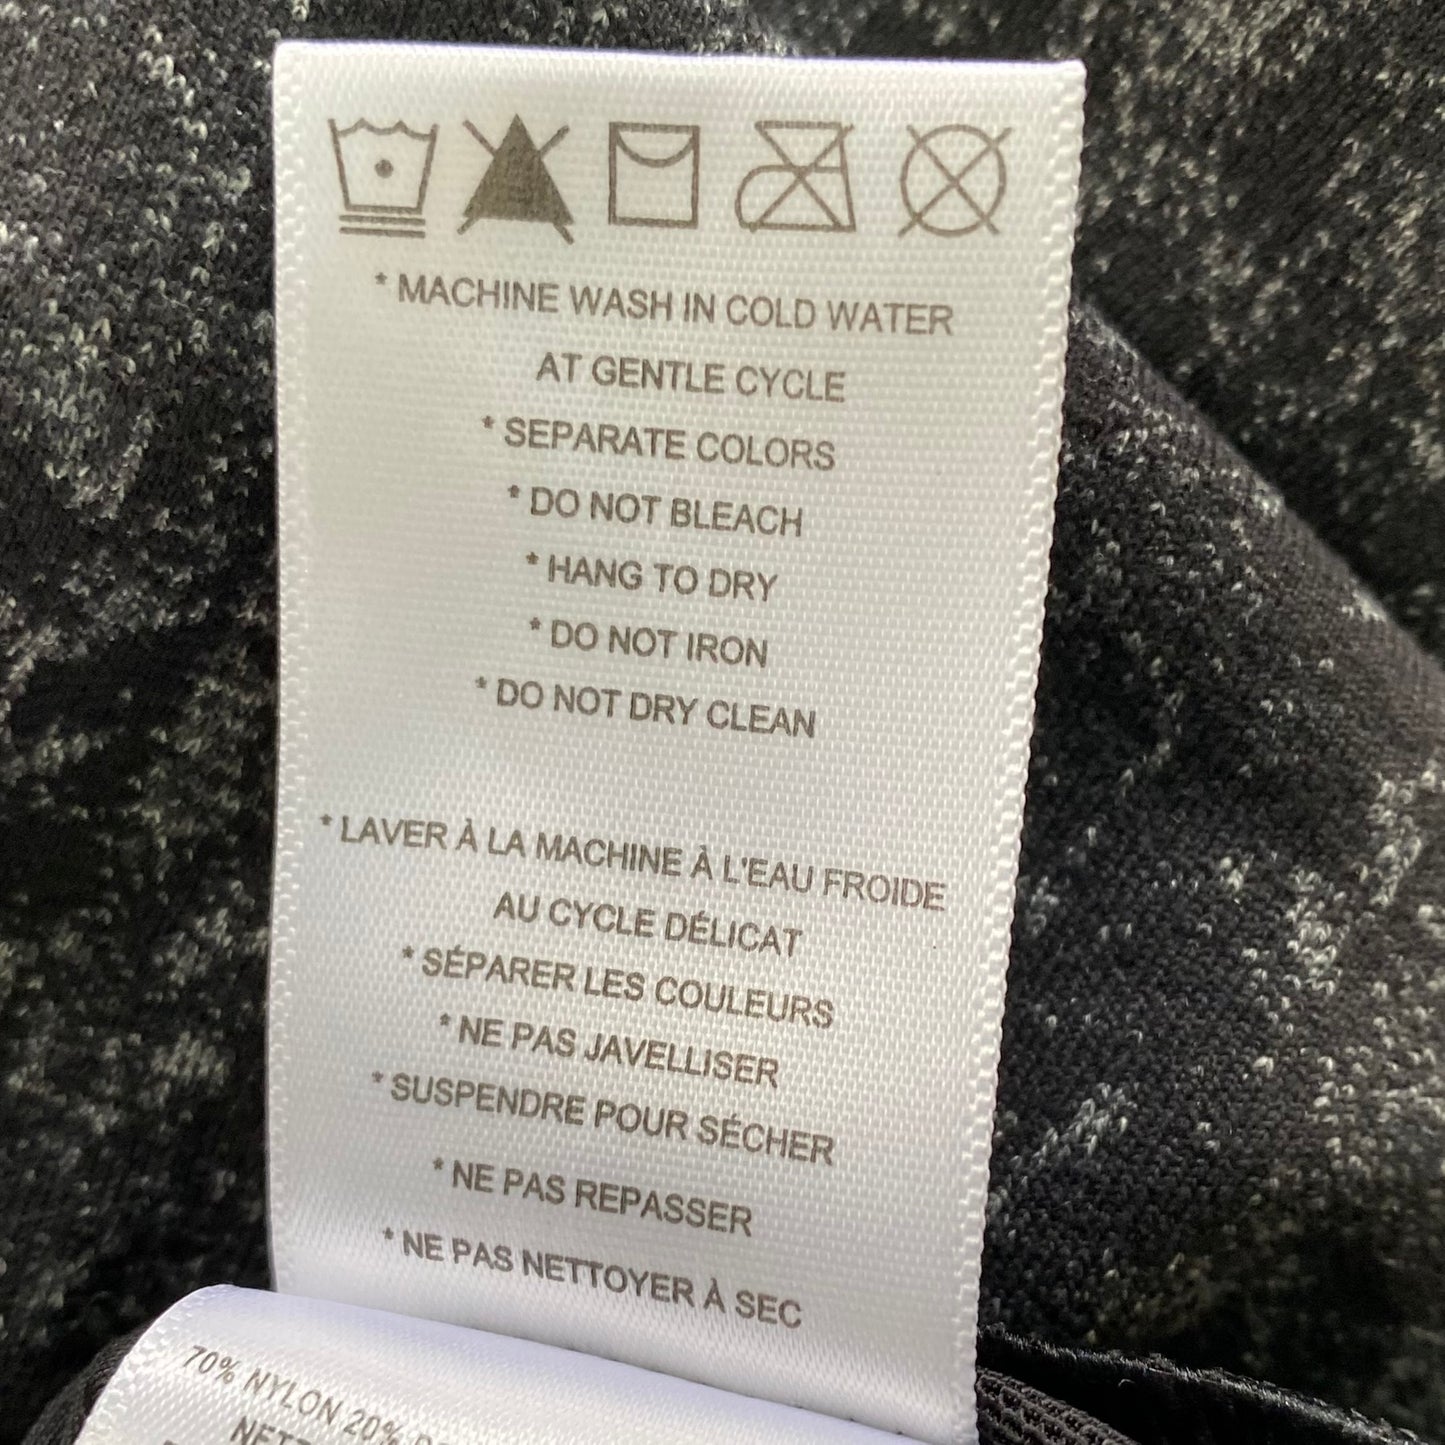 * MACHINE WASH IN COLD WATER
AT GENTLE CYCLE
* SEPARATE COLORS
* DO NOT BLEACH
* HANG TO DRY
* DO NOT IRON
* DO NOT DRY CLEAN
* LAVER À LA MACHINE À L'EAU FROIDE
AU CYCLE DÉLICAT
* SÉPARER LES COULEURS
* NE PAS JAVELLISER
* SUSPENDRE POUR SÉCHER
* NE PAS REPASSER
* NE PAS NETTOYER À SEC
70% NYLON 20%